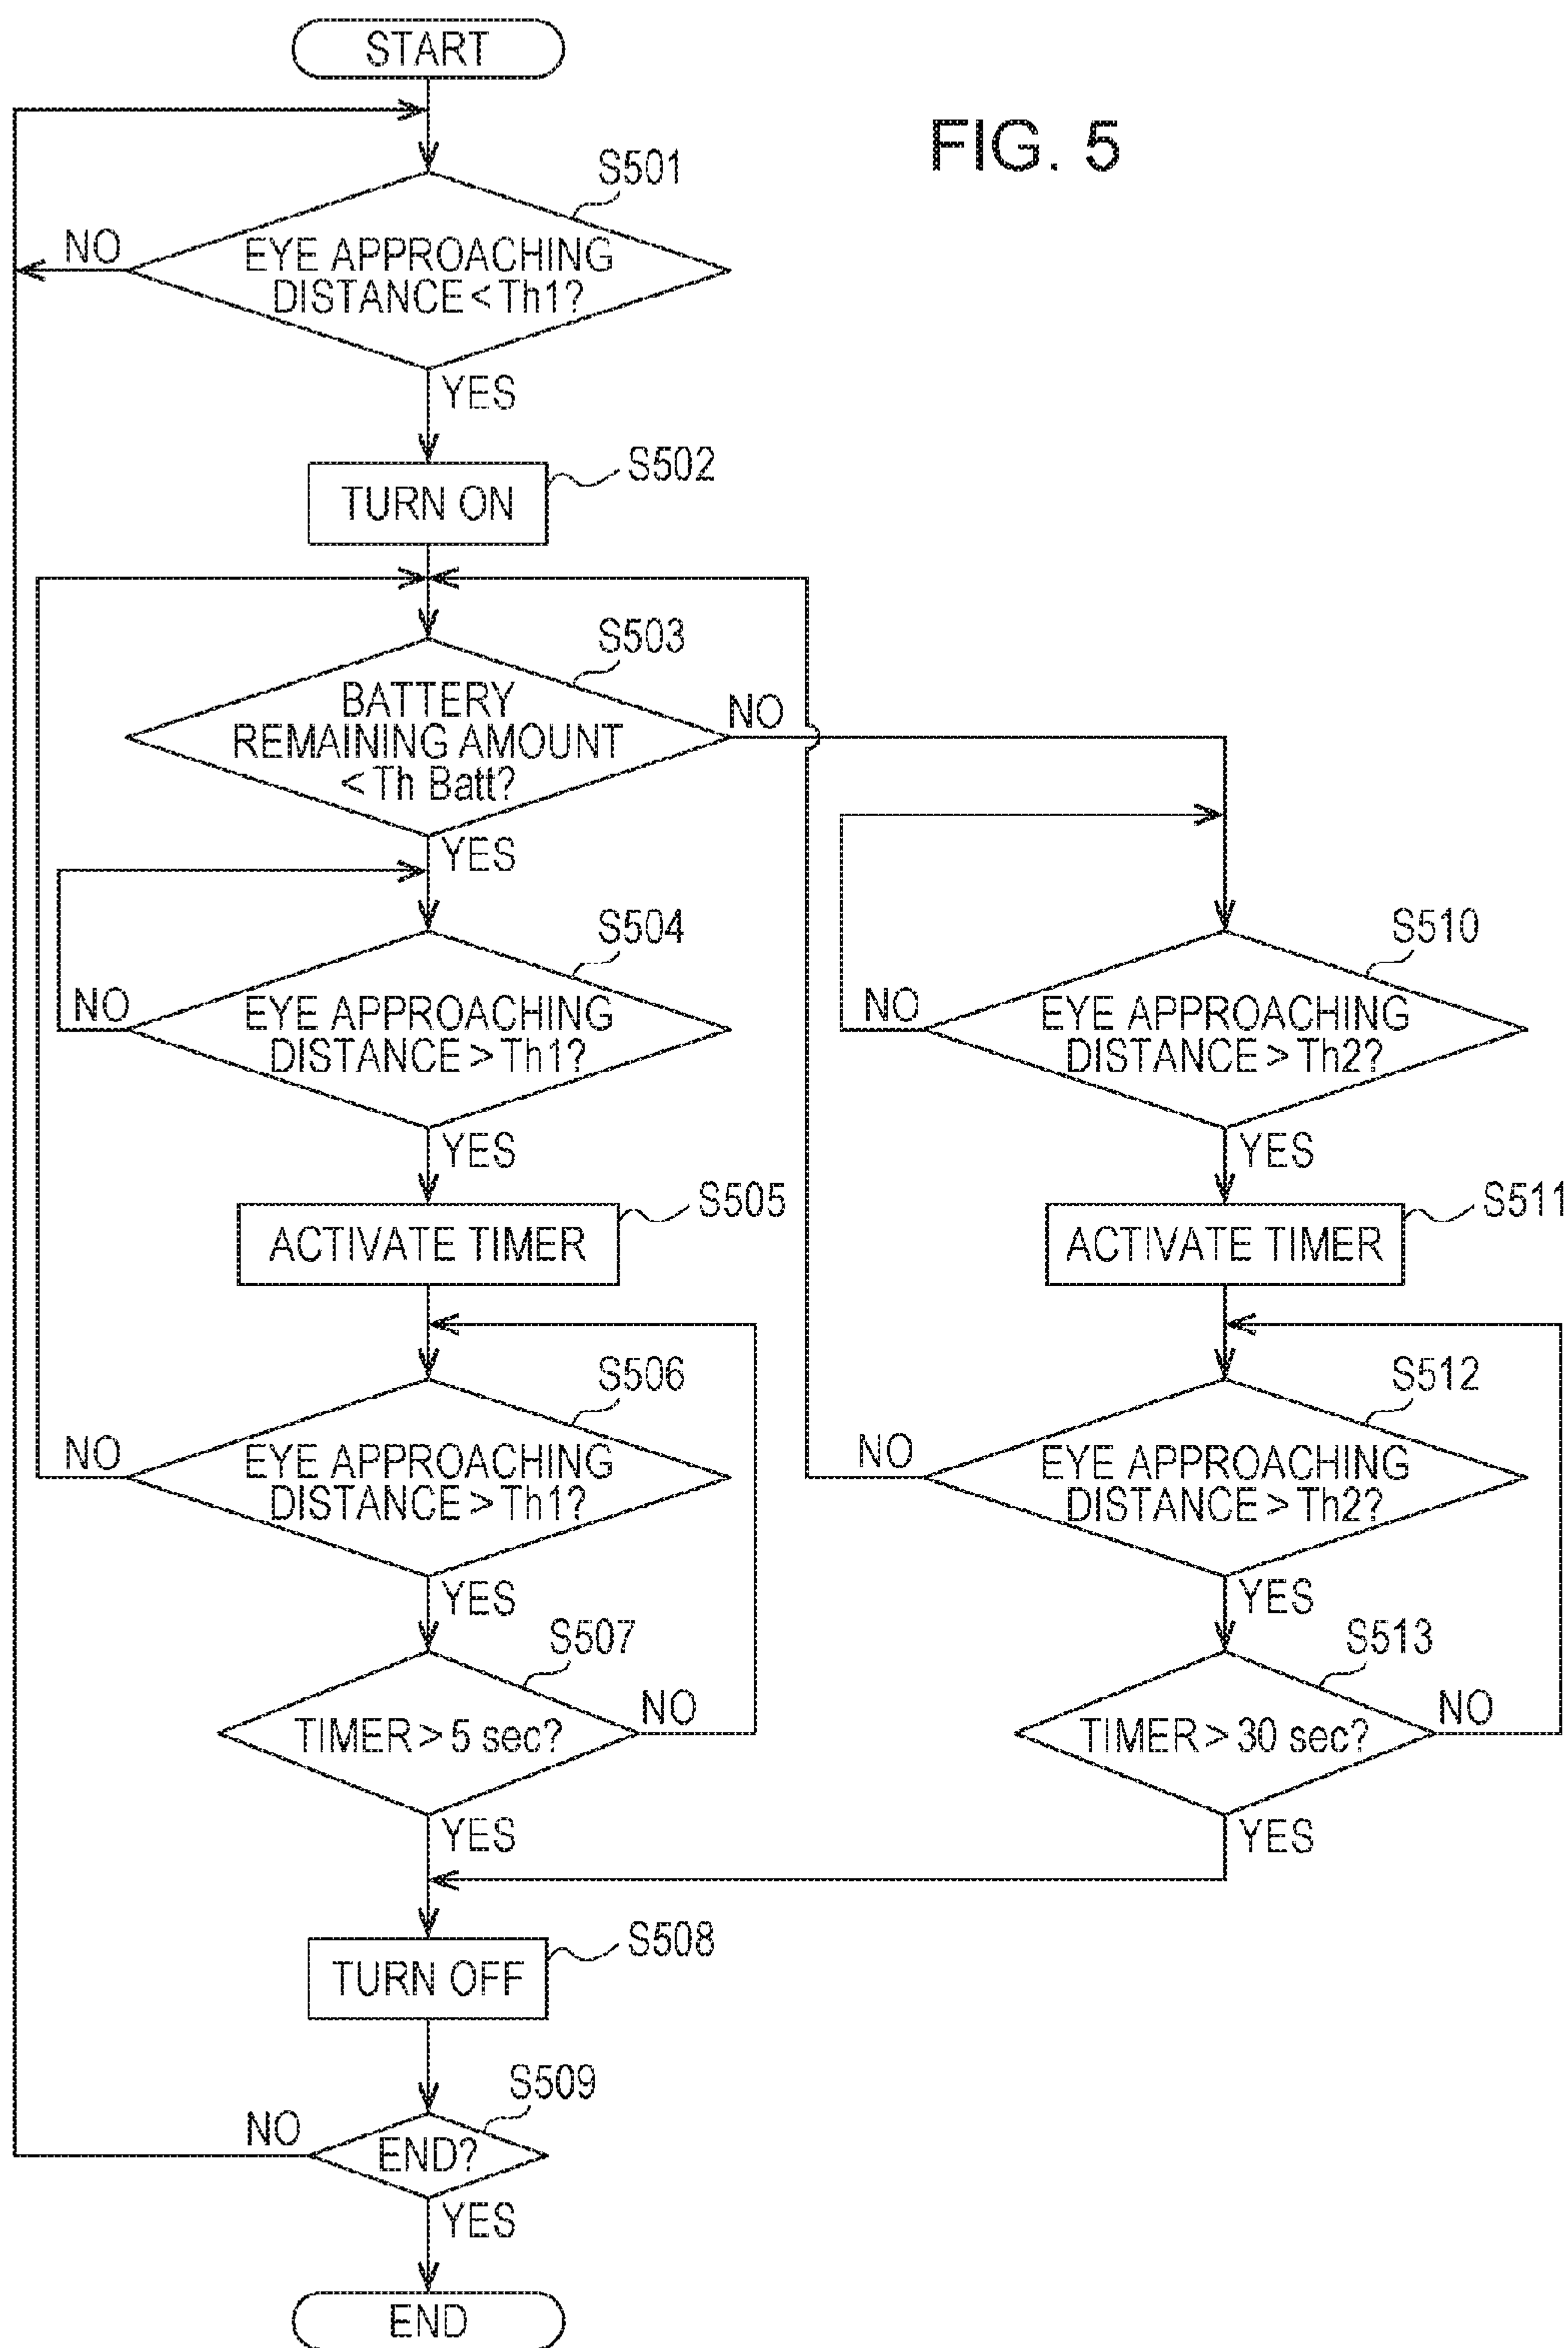 START
FIG. 5
S501
NO
EYE APPROACHING
DISTANCE < Th1?
YES
S502
TURN ON
S503
BATTERY
REMAINING AMOUNT
< Th Batt?
NO
YES
S504
NO
EYE APPROACHING
DISTANCE > Th1?
YES
S510
NO
EYE APPROACHING
DISTANCE > Th2?
YES
S505
ACTIVATE TIMER
S511
ACTIVATE TIMER
S506
NO
EYE APPROACHING
DISTANCE > Th1?
YES
S512
NO
EYE APPROACHING
DISTANCE > Th2?
YES
S507
TIMER > 5 sec?
NO
YES
S513
TIMER > 30 sec?
NO
YES
S508
TURN OFF
S509
NO
END?
YES
END